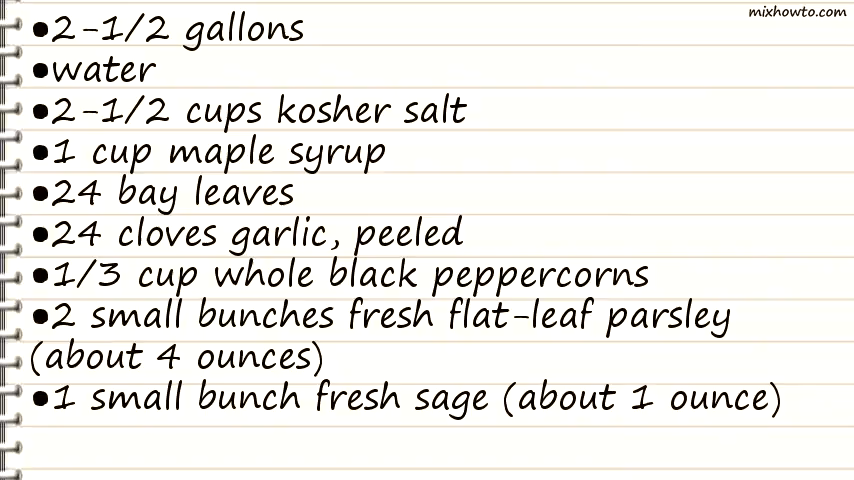 mixhowto.com
•2-1/2 gallons
•water
•2-1/2 cups kosher salt
•1 cup maple syrup
•24 bay leaves
•24 cloves garlic, peeled
•1/3 cup whole black peppercorns
•2 small bunches fresh flat-leaf parsley
(about 4 ounces)
•1 small bunch fresh sage (about 1 ounce)